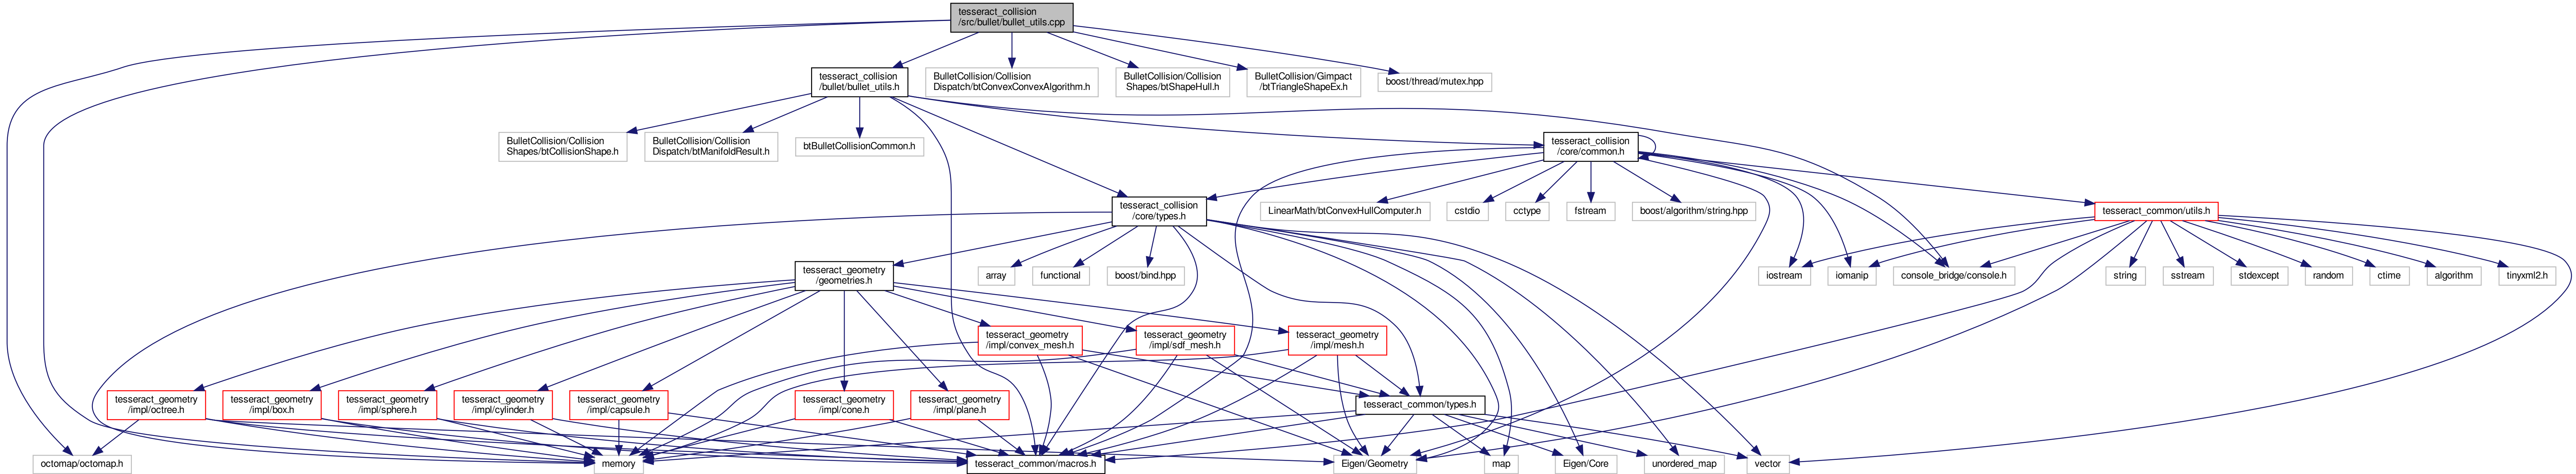 tesseract_collision
/src/bullet/bullet_utils.cpp
tesseract_collision
/bullet/bullet_utils.h
BulletCollision/Collision
Dispatch/btConvexConvexAlgorithm.h
BulletCollision/Collision
Shapes/btShapeHull.h
BulletCollision/Gimpact
/btTriangleShapeEx.h
boost/thread/mutex.hpp
BulletCollision/Collision
Shapes/btCollisionShape.h
BulletCollision/Collision
Dispatch/btManifoldResult.h
btBulletCollisionCommon.h
tesseract_collision
/core/common.h
tesseract_collision
/core/types.h
LinearMath/btConvexHullComputer.h
cstdio
cctype
fstream
boost/algorithm/string.hpp
tesseract_common/utils.h
tesseract_geometry
/geometries.h
array
functional
boost/bind.hpp
iostream
iomanip
console_bridge/console.h
string
sstream
stdexcept
random
ctime
algorithm
tinyxml2.h
tesseract_geometry
/impl/convex_mesh.h
tesseract_geometry
/impl/sdf_mesh.h
tesseract_geometry
/impl/mesh.h
tesseract_geometry
/impl/octree.h
tesseract_geometry
/impl/box.h
tesseract_geometry
/impl/sphere.h
tesseract_geometry
/impl/cylinder.h
tesseract_geometry
/impl/capsule.h
tesseract_geometry
/impl/cone.h
tesseract_geometry
/impl/plane.h
tesseract_common/types.h
octomap/octomap.h
memory
tesseract_common/macros.h
Eigen/Geometry
map
Eigen/Core
unordered_map
vector